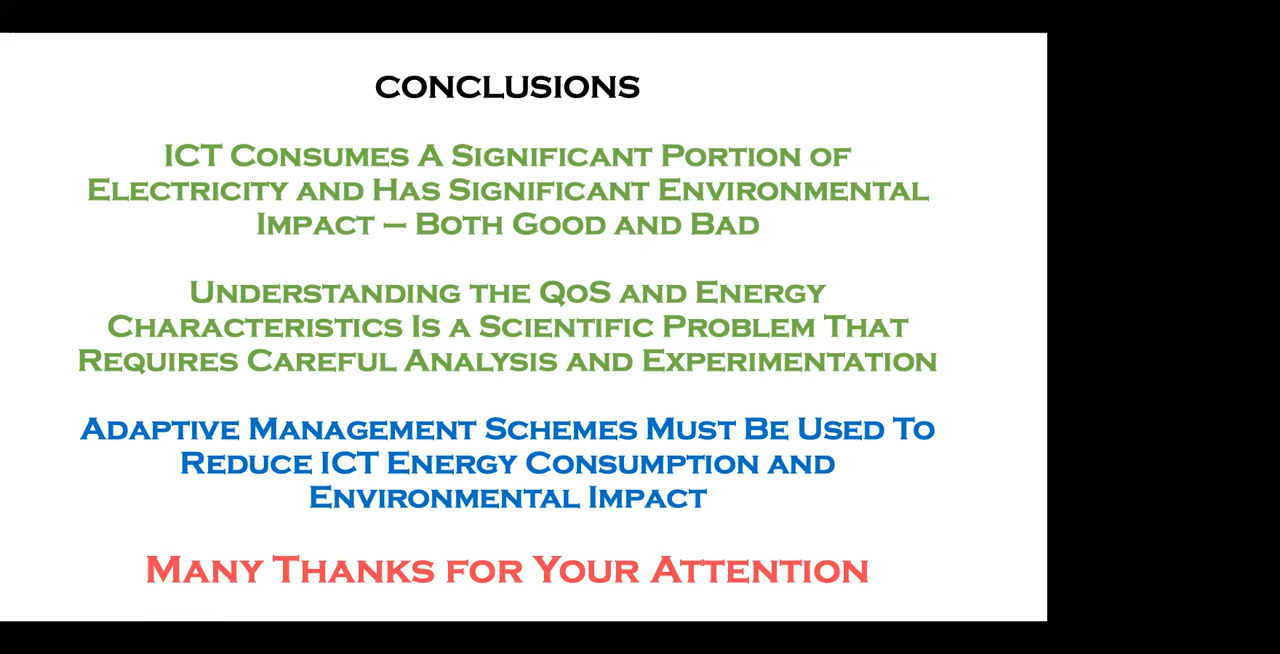 CONCLUSIONS
ICT Consumes A Significant Portion of
Electricity and Has Significant Environmental
Impact – Both Good and Bad
Understanding the QoS and Energy
Characteristics Is a Scientific Problem That
Requires Careful Analysis and Experimentation
Adaptive Management Schemes Must Be Used To
Reduce ICT Energy Consumption and
Environmental Impact
Many Thanks for Your Attention